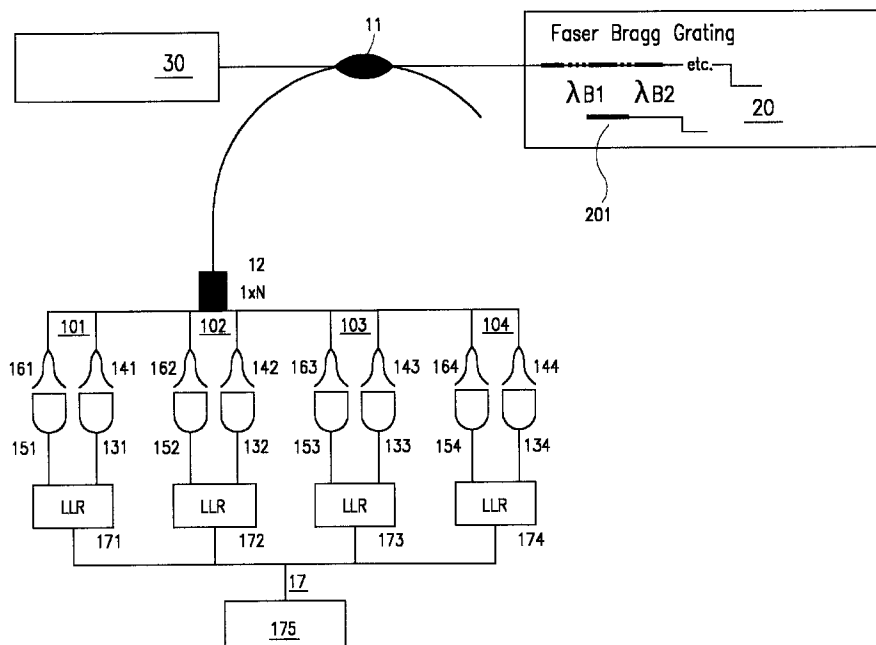 11
30
Faser Bragg Grating
etc.
λB1 λB2
20
201
12
1xN
101 102 103 104
161 141 162 142 163 143 164 144
151 131 152 132 153 133 154 134
LLR LLR LLR LLR
171 172 173 174
17
175